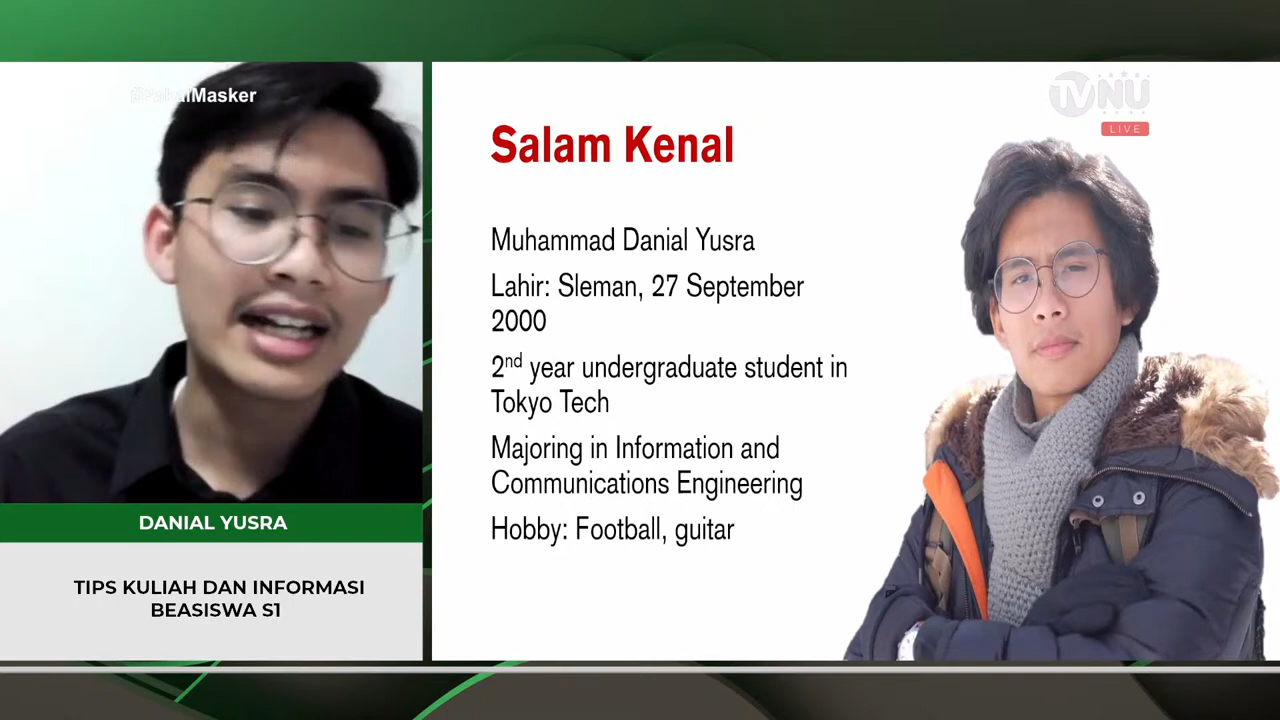 #PakaiMasker
TVNU
LIVE
Salam Kenal
Muhammad Danial Yusra
Lahir: Sleman, 27 September
2000
2nd year undergraduate student in
Tokyo Tech
Majoring in Information and
Communications Engineering
Hobby: Football, guitar
DANIAL YUSRA
TIPS KULIAH DAN INFORMASI
BEASISWA S1